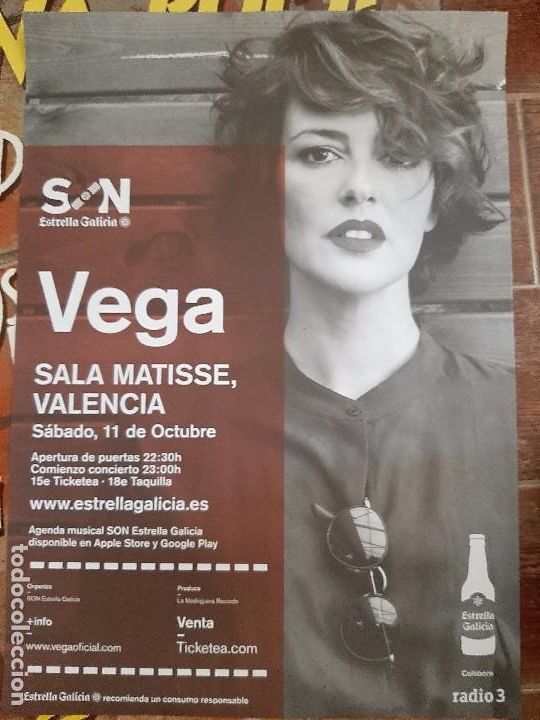 SON
Estrella Galicia
Vega
SALA MATISSE,
VALENCIA
Sábado, 11 de Octubre
Apertura de puertas 22:30h
Comienzo concierto 23:00h
15e Ticketea · 18e Taquilla
www.estrellagalicia.es
Agenda musical SON Estrella Galicia
disponible en Apple Store y Google Play
Organiza
SON Estrella Galicia
Produce
La Madriguera Records
+info
www.vegaoficial.com
Venta
Ticketea.com
Estrella Galicia recomienda un consumo responsable
Estrella
Galicia
Colabora
radio3
todocoleccion.net